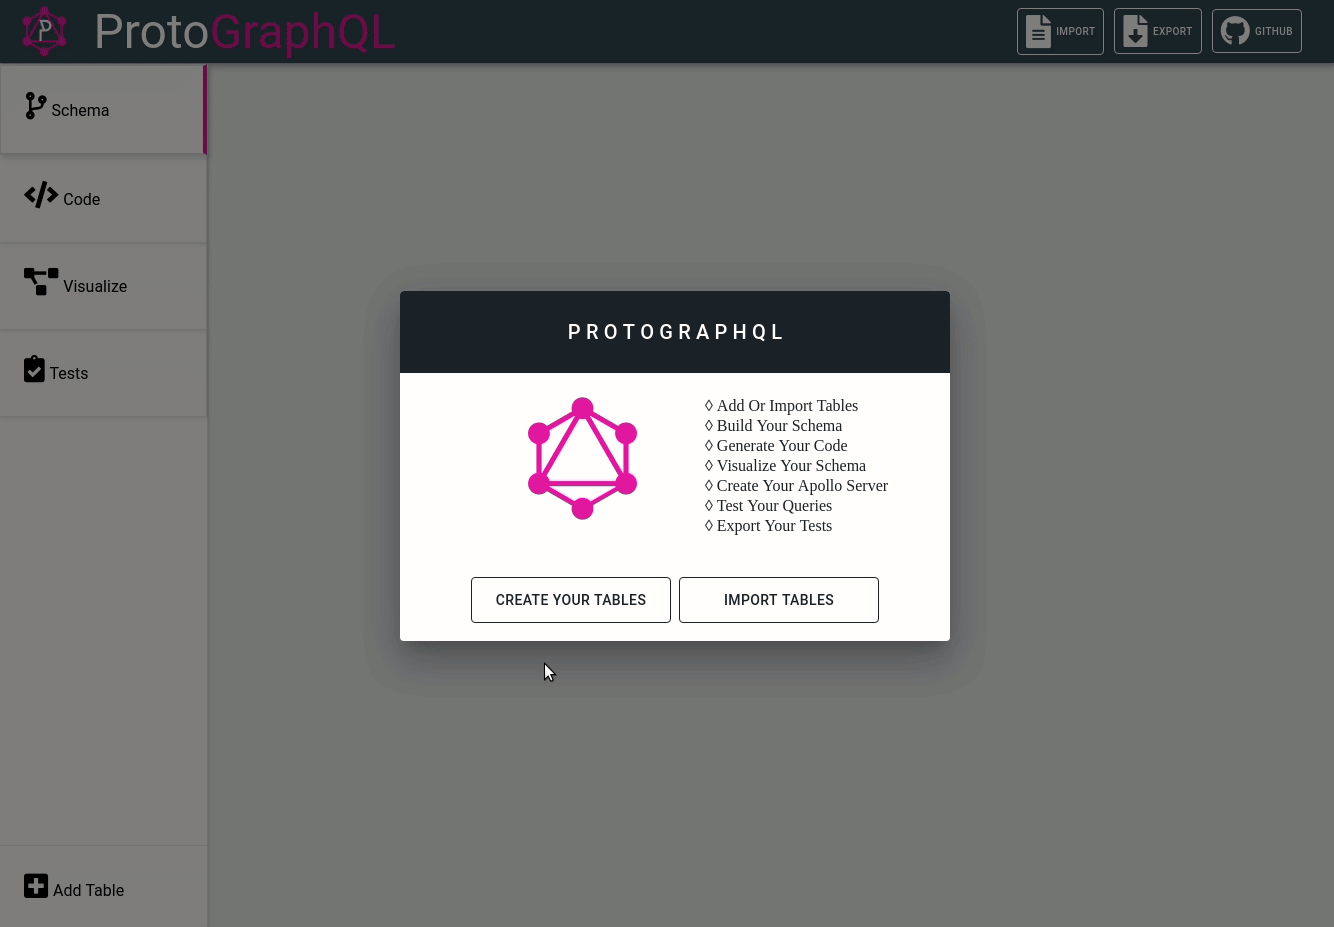 ProtoGraphQL
IMPORT
EXPORT
GITHUB
Schema
Code
Visualize
Tests
Add Table
PROTOGRAPHQL
◊ Add Or Import Tables
◊ Build Your Schema
◊ Generate Your Code
◊ Visualize Your Schema
◊ Create Your Apollo Server
◊ Test Your Queries
◊ Export Your Tests
CREATE YOUR TABLES
IMPORT TABLES